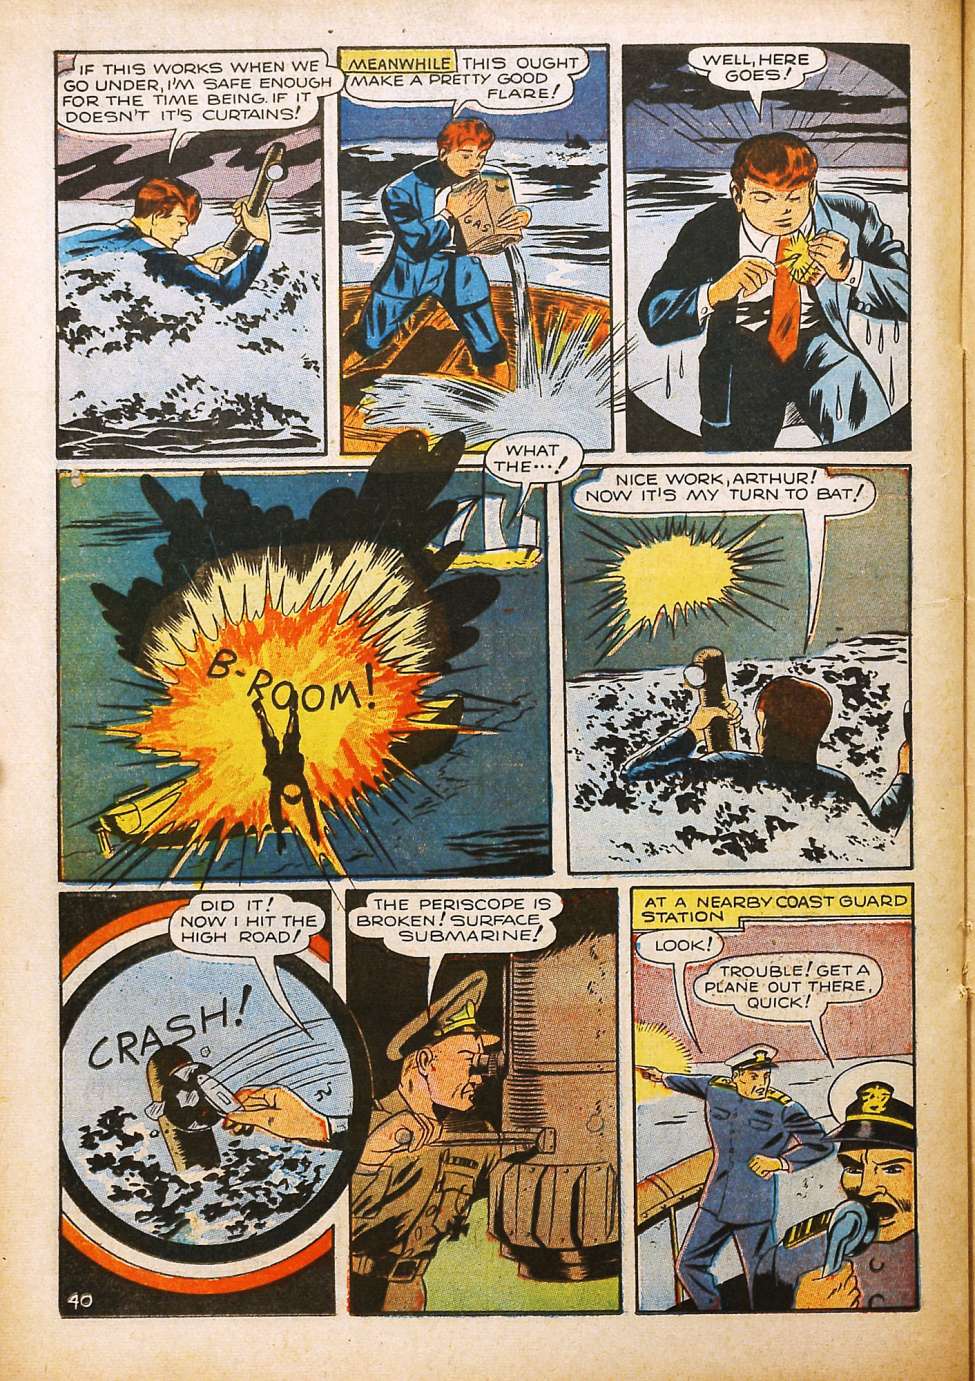 IF THIS WORKS WHEN WE
GO UNDER, I'M SAFE ENOUGH
FOR THE TIME BEING. IF IT
DOESN'T IT'S CURTAINS!
MEANWHILE THIS OUGHT
MAKE A PRETTY GOOD
FLARE!
GAS
WELL, HERE
GOES!
WHAT
THE...!
B-ROOM!
NICE WORK, ARTHUR!
NOW IT'S MY TURN TO BAT!
DID IT!
NOW I HIT THE
HIGH ROAD!
CRASH!
THE PERISCOPE IS
BROKEN! SURFACE
SUBMARINE!
AT A NEARBY COAST GUARD
STATION
LOOK!
TROUBLE! GET A
PLANE OUT THERE,
QUICK!
40